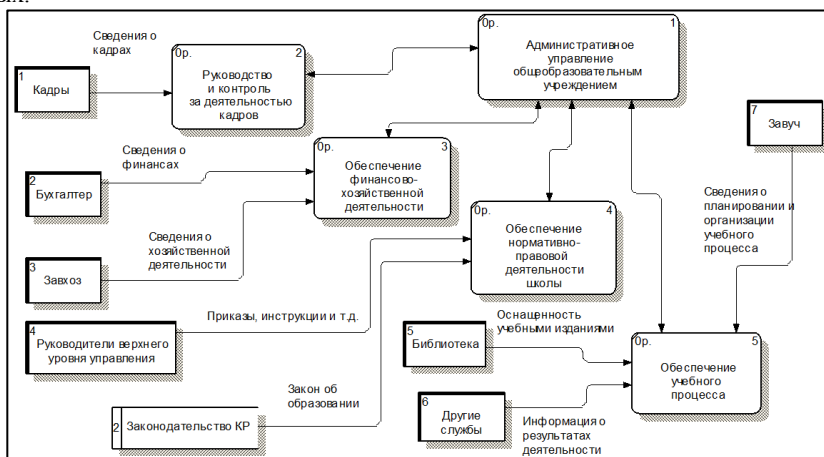 ых.
Сведения о
кадрах
1
Кадры
0р.
2
Руководство
и контроль
за деятельностью
кадров
0р.
1
Административное
управление
общеобразовательным
учреждением
7
Завуч
Сведения о
финансах
2
Бухгалтер
0р.
3
Обеспечение
финансово-
хозяйственной
деятельности
Сведения о
планировании и
организации
учебного
процесса
0р.
4
Обеспечение
нормативно-
правовой
деятельности
школы
Сведения о
хозяйственной
деятельности
3
Завхоз
Приказы, инструкции и т.д.
4
Руководители верхнего
уровня управления
Оснащенность
учебными изданиями
5
Библиотека
0р.
5
Обеспечение
учебного
процесса
Закон об
образовании
2
Законодательство КР
6
Другие
службы
Информация о
результатах
деятельности